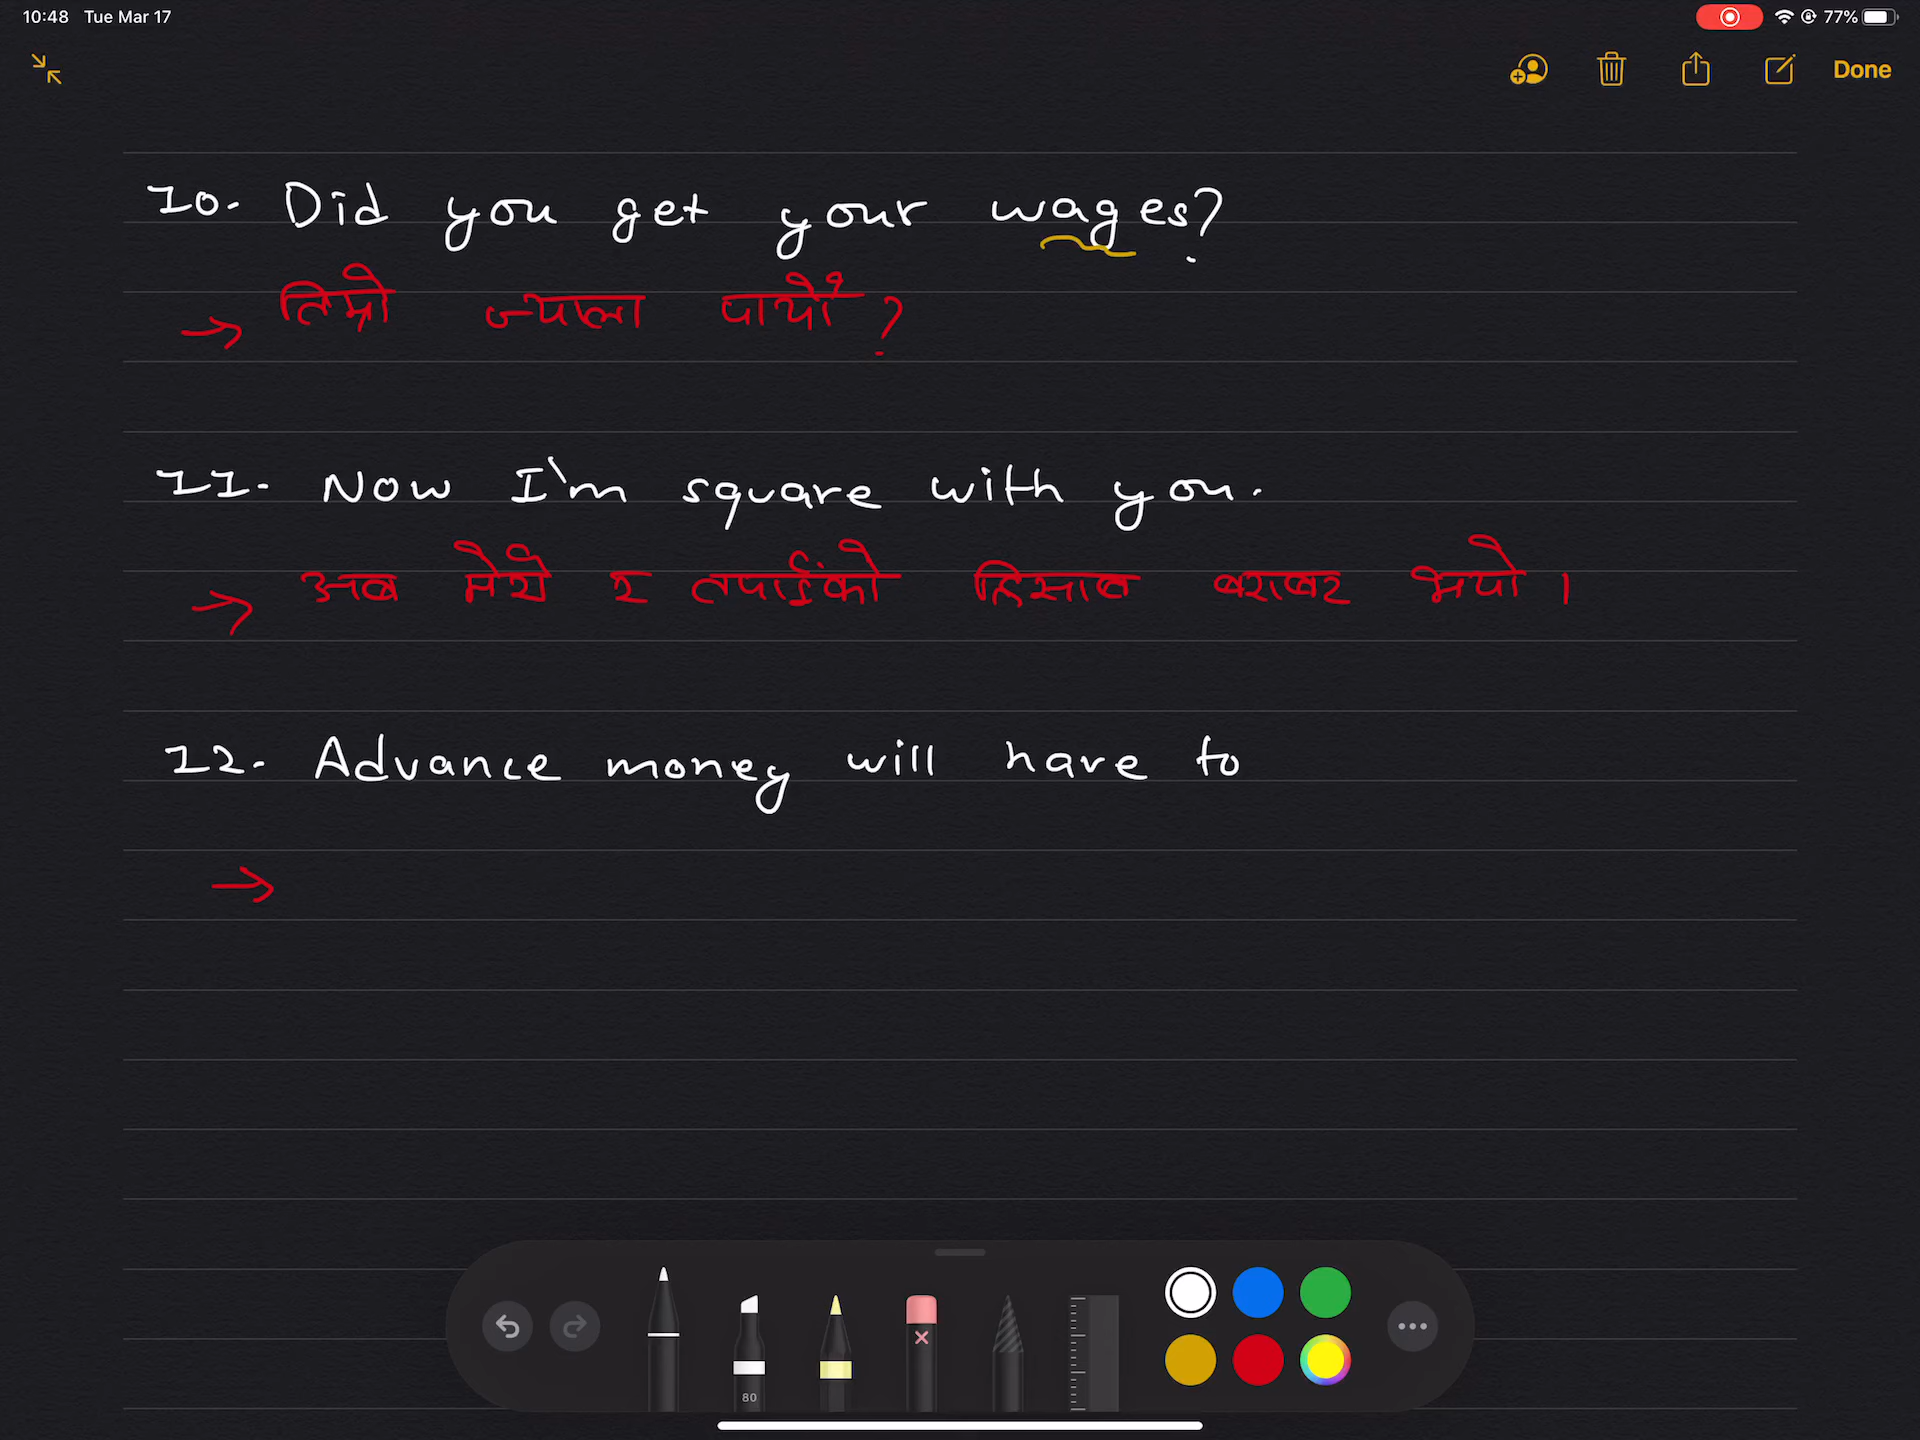 10:48 Tue Mar 17 77%
Done
10. Did you get your wages?
→ तिम्रो ज्याला पायौ ?
11. Now I'm square with you.
→ अब मेरो र तपाईंको हिसाब बराबर भयो ।
12. Advance money will have to
→
80